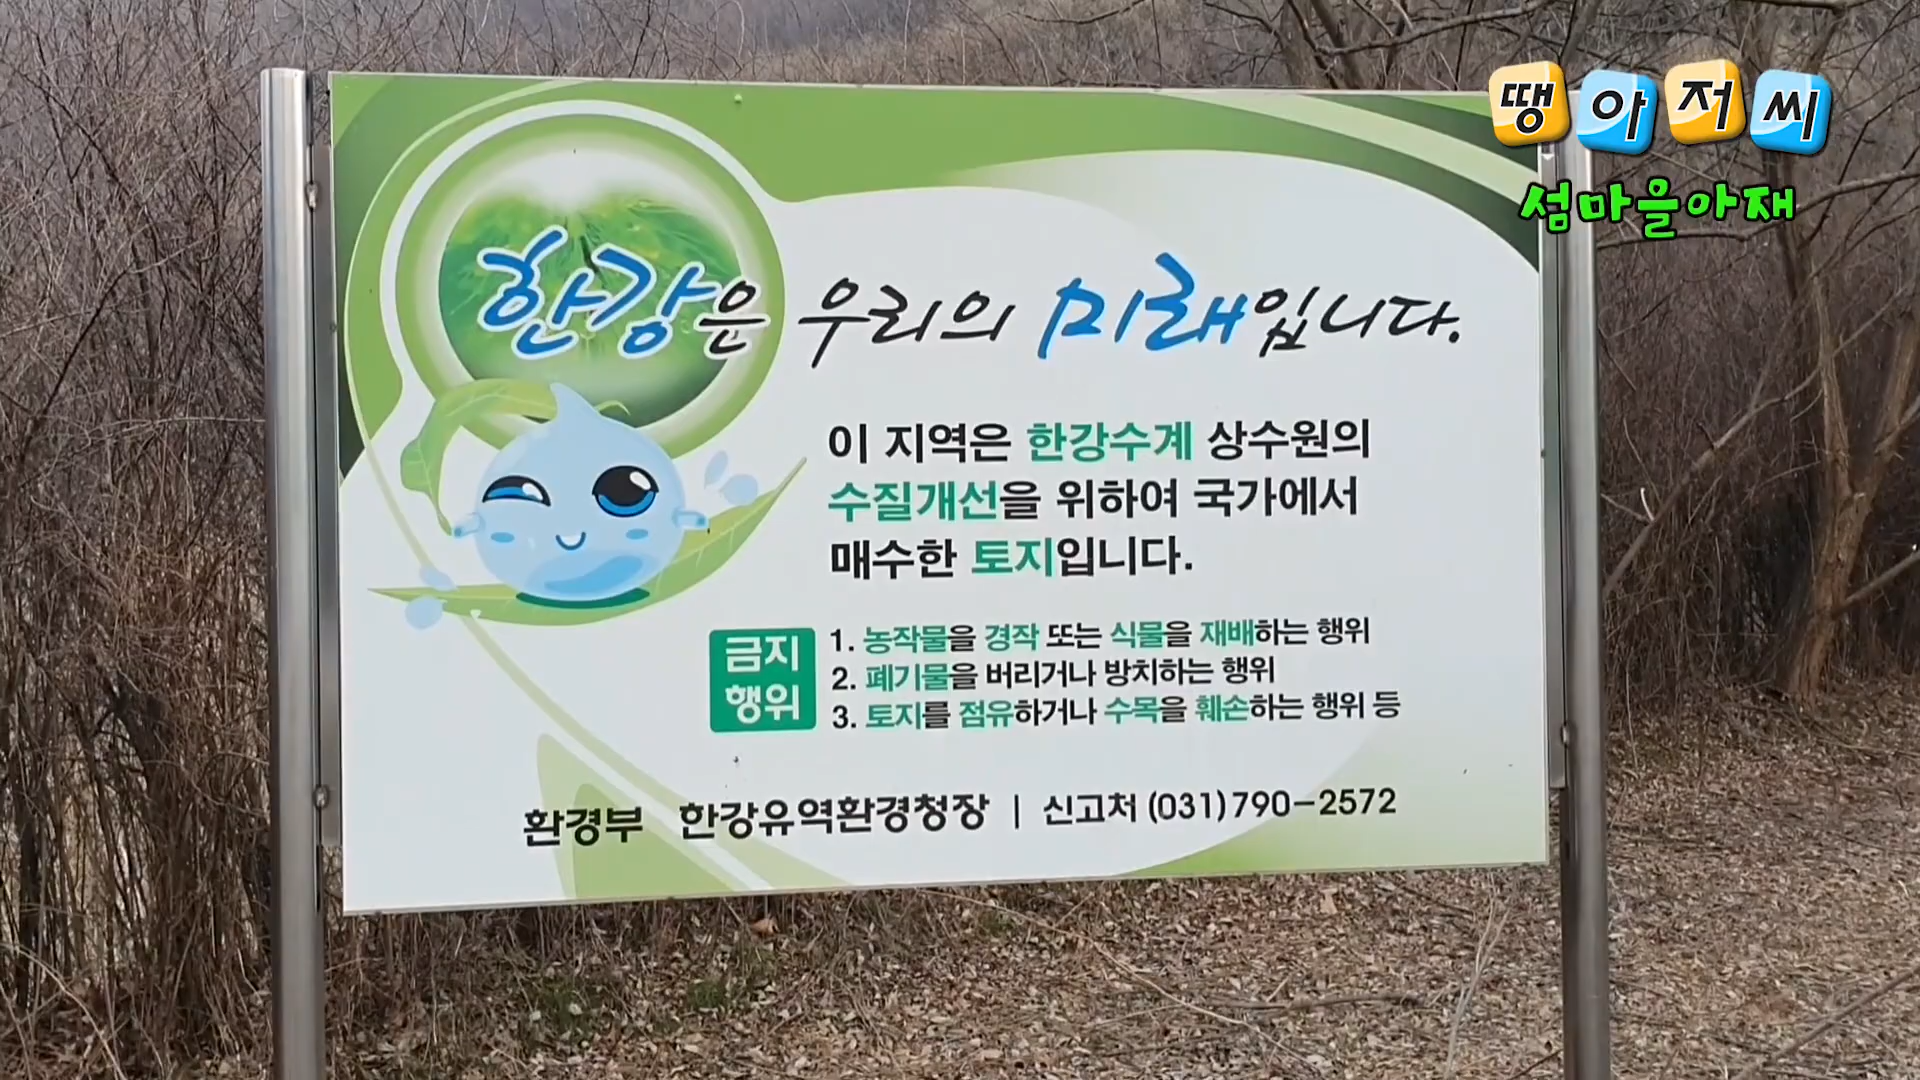 땡아저씨
섬마을아재
한강은 우리의 미래입니다.
이 지역은 한강수계 상수원의
수질개선을 위하여 국가에서
매수한 토지입니다.
금지
행위
1. 농작물을 경작 또는 식물을 재배하는 행위
2. 폐기물을 버리거나 방치하는 행위
3. 토지를 점유하거나 수목을 훼손하는 행위 등
환경부 한강유역환경청장 | 신고처 (031)790-2572